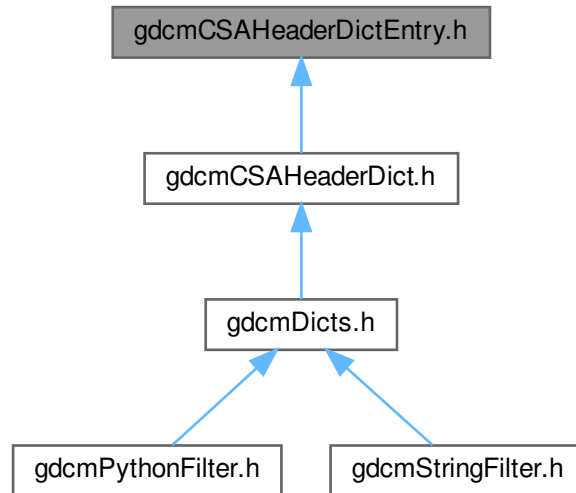 gdcmCSAHeaderDictEntry.h
gdcmCSAHeaderDict.h
gdcmDicts.h
gdcmPythonFilter.h
gdcmStringFilter.h